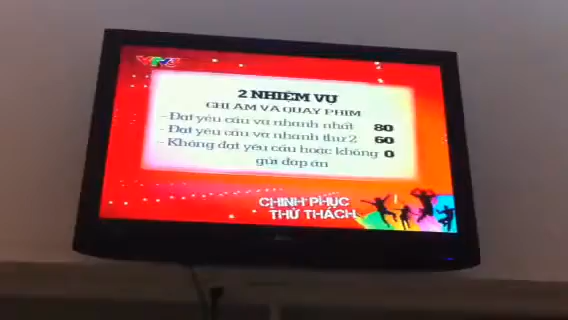 VTV6
2 NHIỆM VỤ
GHI ÂM VÀ QUAY PHIM
- Đạt yêu cầu và nhanh nhất 80
- Đạt yêu cầu và nhanh thứ 2 60
- Không đạt yêu cầu hoặc không 0
gửi đáp án
CHINH PHỤC
THỬ THÁCH